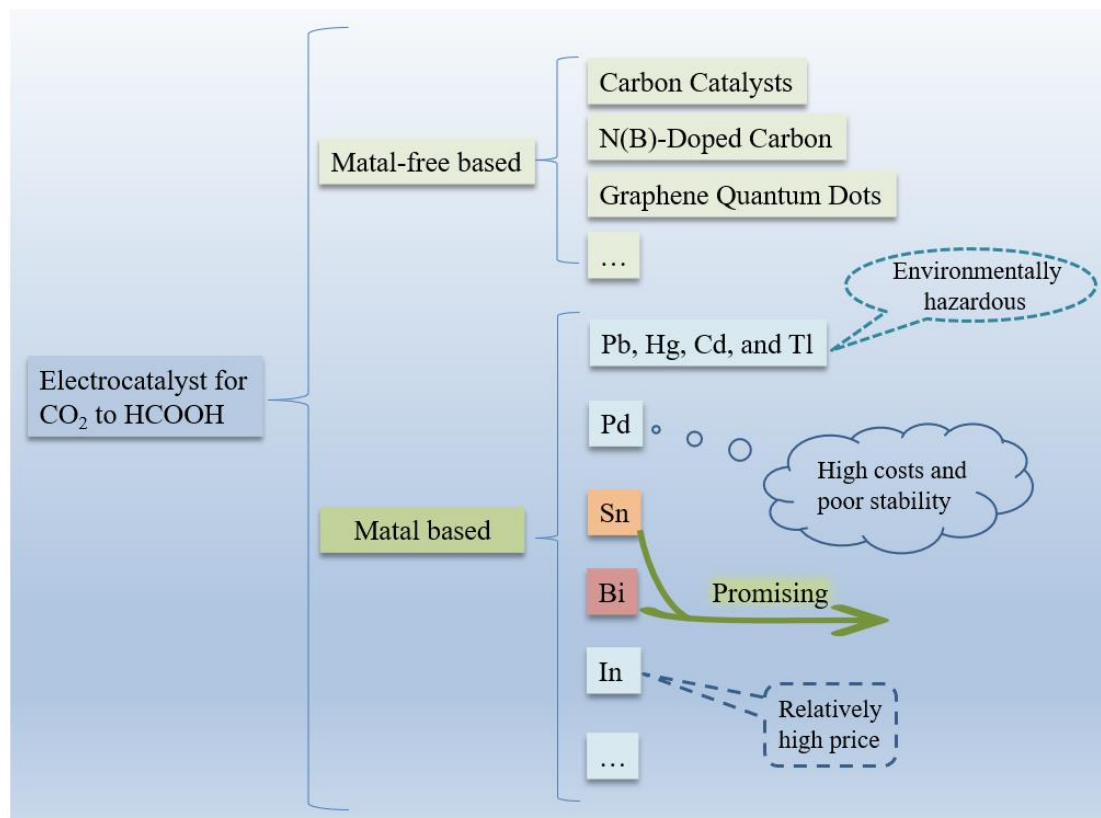 Electrocatalyst for
CO₂ to HCOOH
Matal-free based
Carbon Catalysts
N(B)-Doped Carbon
Graphene Quantum Dots
…
Matal based
Pb, Hg, Cd, and Tl
Environmentally
hazardous
Pd
High costs and
poor stability
Sn
Bi
Promising
In
Relatively
high price
…